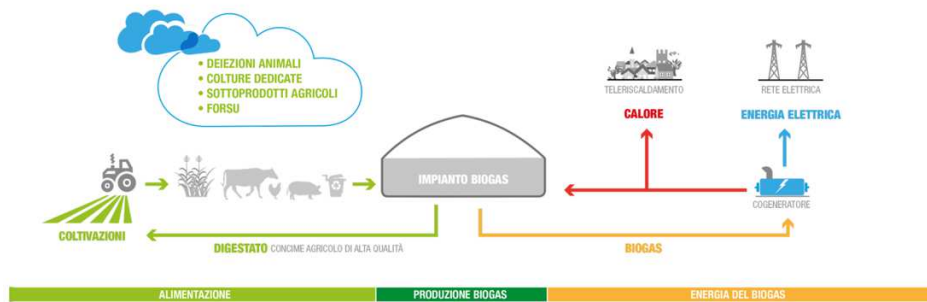 • DEIEZIONI ANIMALI
• COLTURE DEDICATE
• SOTTOPRODOTTI AGRICOLI
• FORSU
TELERISCALDAMENTO
RETE ELETTRICA
CALORE
ENERGIA ELETTRICA
IMPIANTO BIOGAS
COGENERATORE
COLTIVAZIONI
DIGESTATO CONCIME AGRICOLO DI ALTA QUALITÀ
BIOGAS
ALIMENTAZIONE
PRODUZIONE BIOGAS
ENERGIA DEL BIOGAS